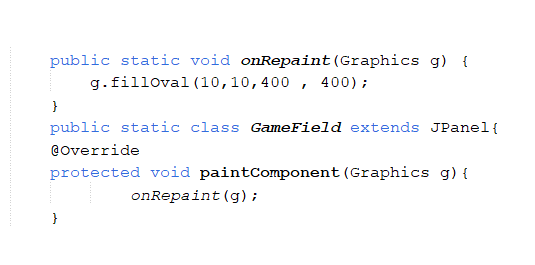 public static void onRepaint(Graphics g) {
g.fillOval(10,10,400 , 400);
}
public static class GameField extends JPanel{
@Override
protected void paintComponent(Graphics g){
onRepaint(g);
}